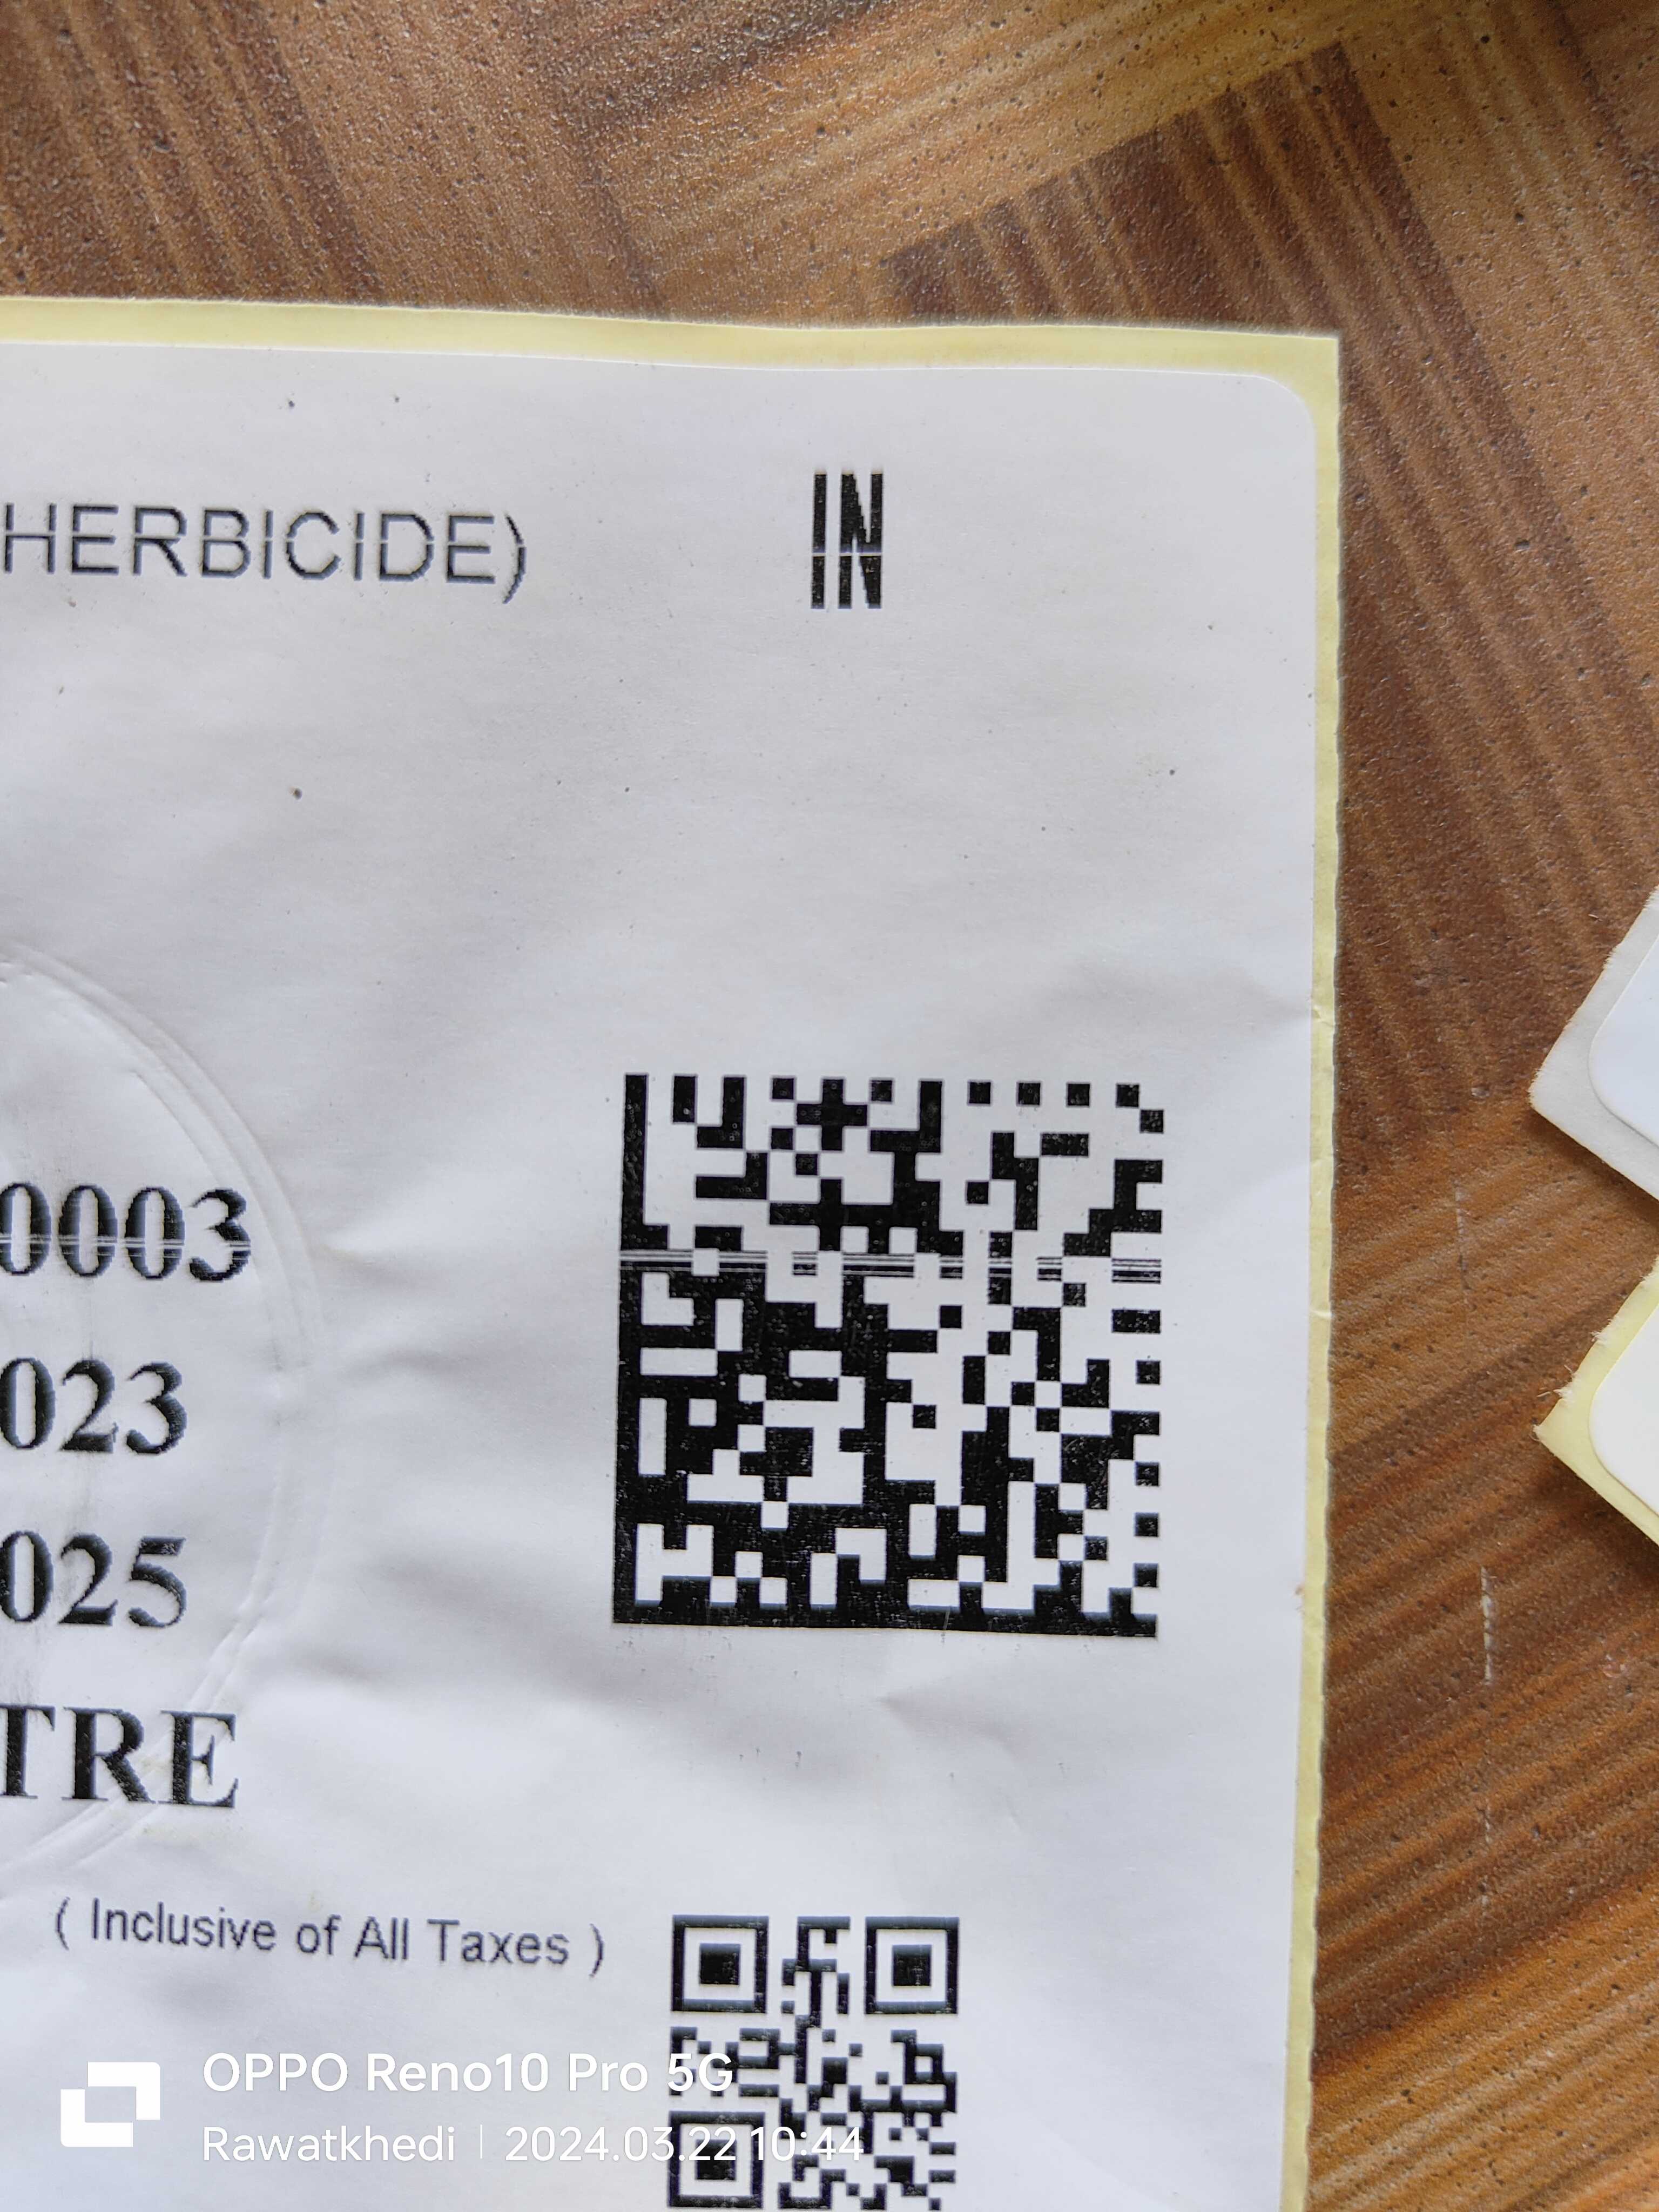 HERBICIDE)
IN
0003
023
025
TRE
( Inclusive of All Taxes )
OPPO Reno10 Pro 5G
Rawatkhedi | 2024.03.22 10:44